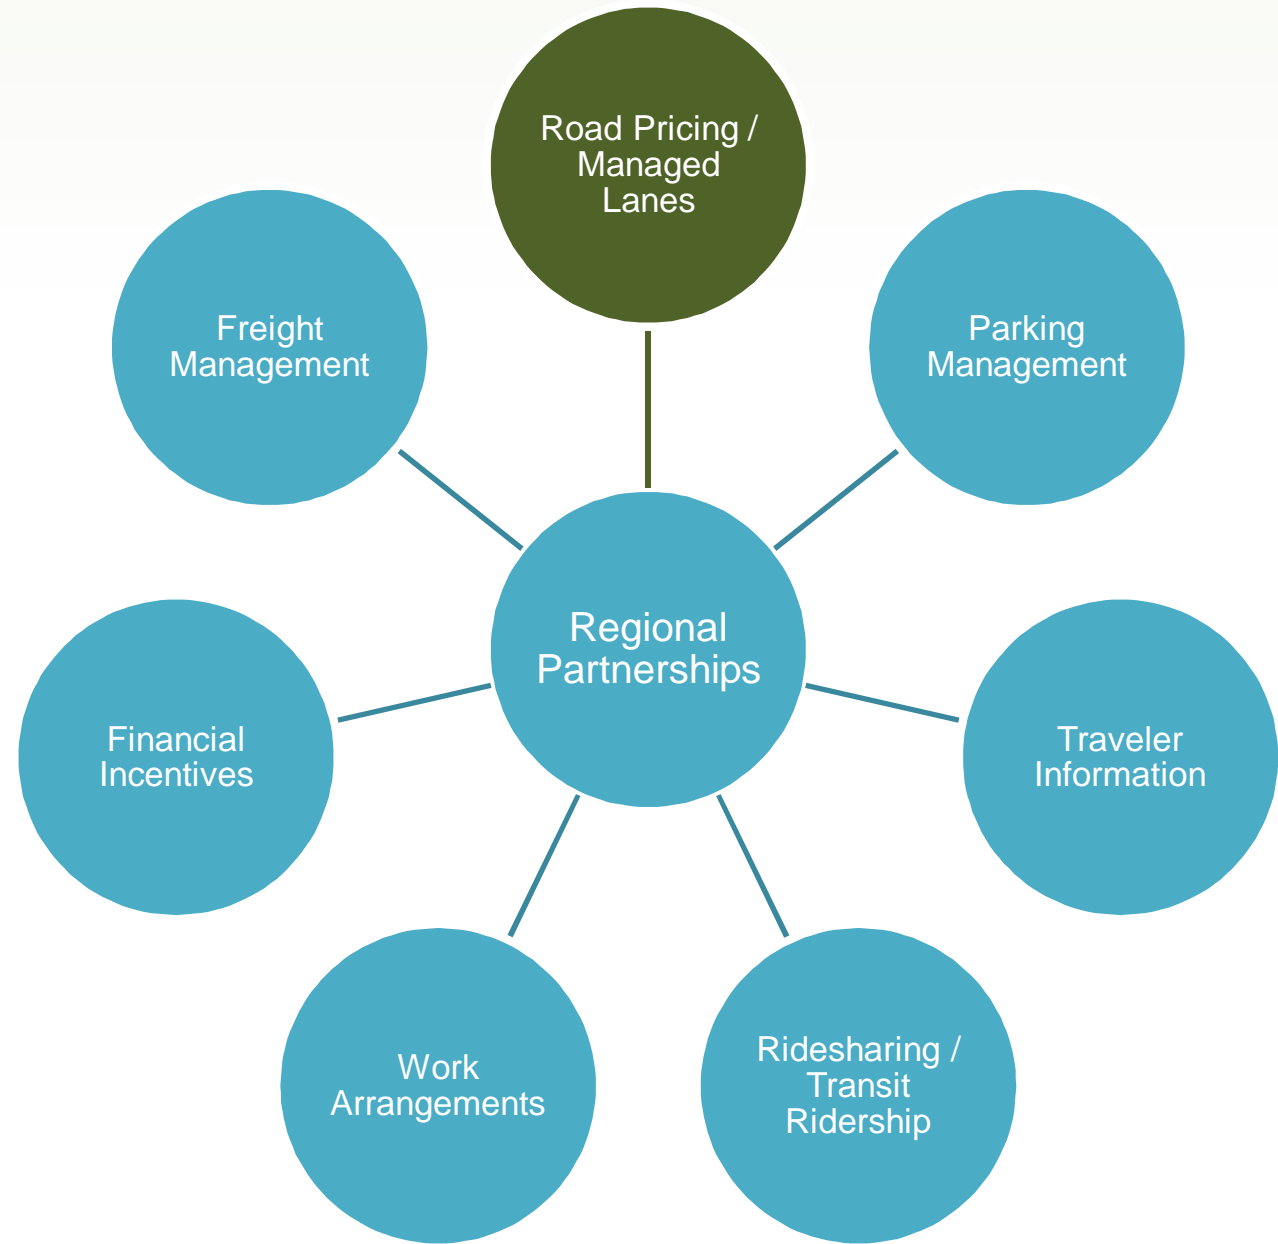 Road Pricing /
Managed
Lanes
Freight
Management
Parking
Management
Regional
Partnerships
Financial
Incentives
Traveler
Information
Work
Arrangements
Ridesharing /
Transit
Ridership